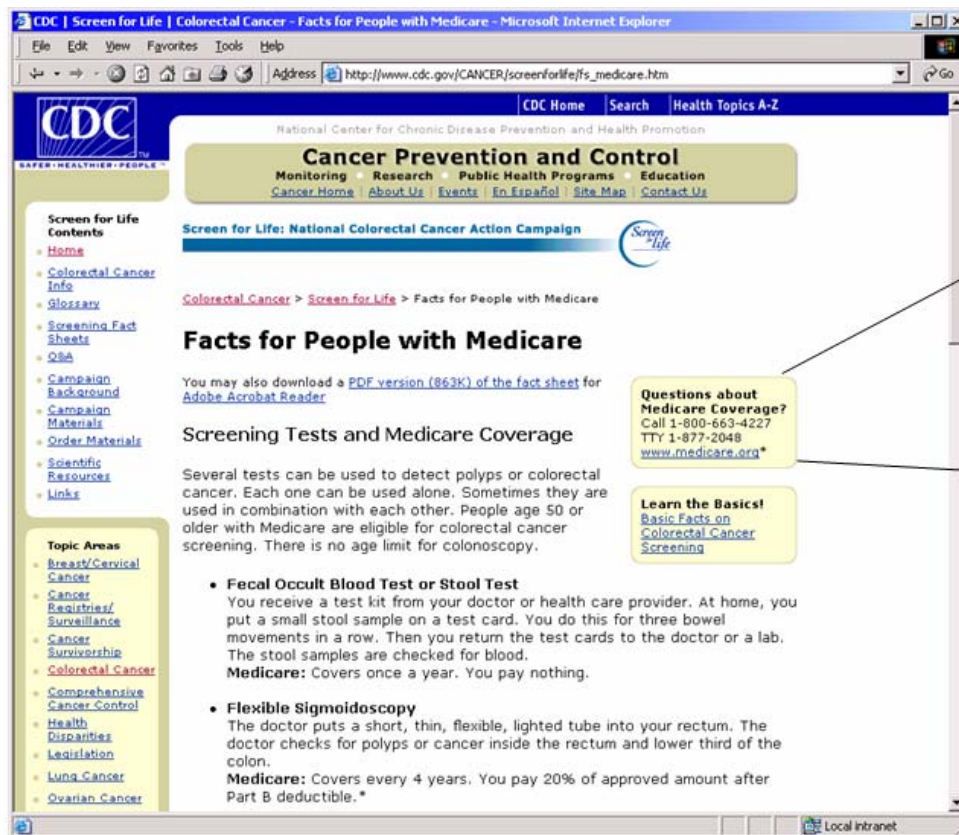 CDC | Screen for Life | Colorectal Cancer - Facts for People with Medicare - Microsoft Internet Explorer
File Edit View Favorites Tools Help
Address http://www.cdc.gov/CANCER/screenforlife/fs_medicare.htm Go
CDC Home Search Health Topics A-Z
CDC
TM
SAFER • HEALTHIER • PEOPLE ™
National Center for Chronic Disease Prevention and Health Promotion
Cancer Prevention and Control
Monitoring Research Public Health Programs Education
Cancer Home | About Us | Events | En Español | Site Map | Contact Us
Screen for Life
Contents
Home
Colorectal Cancer
Info
Glossary
Screening Fact
Sheets
Q&A
Campaign
Background
Campaign
Materials
Order Materials
Scientific
Resources
Links
Topic Areas
Breast/Cervical
Cancer
Cancer
Registries/
Surveillance
Cancer
Survivorship
Colorectal Cancer
Comprehensive
Cancer Control
Health
Disparities
Legislation
Lung Cancer
Ovarian Cancer
Screen for Life: National Colorectal Cancer Action Campaign
Screen
for life
Colorectal Cancer > Screen for Life > Facts for People with Medicare
Facts for People with Medicare
You may also download a PDF version (863K) of the fact sheet for
Adobe Acrobat Reader
Questions about
Medicare Coverage?
Call 1-800-663-4227
TTY 1-877-2048
www.medicare.org*
Learn the Basics!
Basic Facts on
Colorectal Cancer
Screening
Screening Tests and Medicare Coverage
Several tests can be used to detect polyps or colorectal
cancer. Each one can be used alone. Sometimes they are
used in combination with each other. People age 50 or
older with Medicare are eligible for colorectal cancer
screening. There is no age limit for colonoscopy.
• Fecal Occult Blood Test or Stool Test
You receive a test kit from your doctor or health care provider. At home, you
put a small stool sample on a test card. You do this for three bowel
movements in a row. Then you return the test cards to the doctor or a lab.
The stool samples are checked for blood.
Medicare: Covers once a year. You pay nothing.
• Flexible Sigmoidoscopy
The doctor puts a short, thin, flexible, lighted tube into your rectum. The
doctor checks for polyps or cancer inside the rectum and lower third of the
colon.
Medicare: Covers every 4 years. You pay 20% of approved amount after
Part B deductible.*
Local intranet